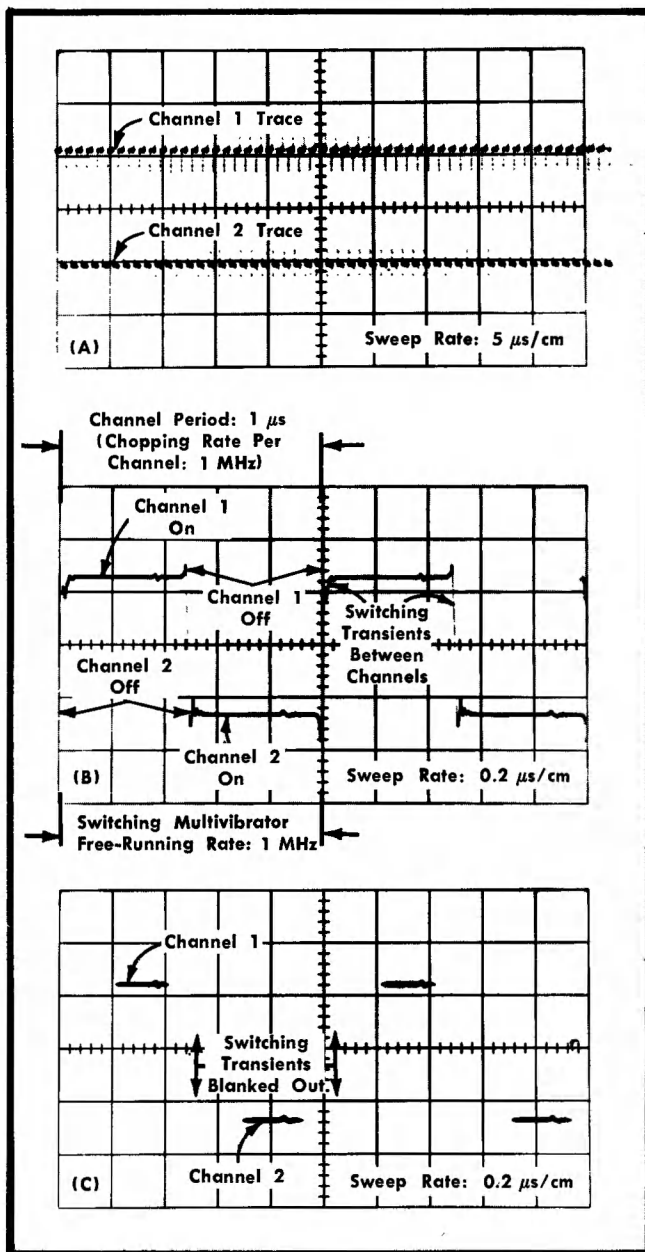 Channel 1 Trace
Channel 2 Trace
(A)
Sweep Rate: 5 μs/cm
Channel Period: 1 μs
(Chopping Rate Per
Channel: 1 MHz)
Channel 1
On
Channel 1
Off
Switching
Transients
Between
Channels
Channel 2
Off
Channel 2
On
(B)
Sweep Rate: 0.2 μs/cm
Switching Multivibrator
Free-Running Rate: 1 MHz
Channel 1
Switching
Transients
Blanked Out
Channel 2
(C)
Sweep Rate: 0.2 μs/cm